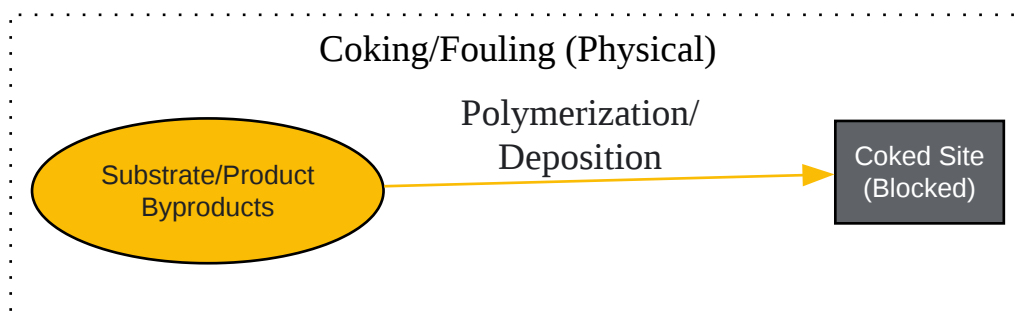 Coking/Fouling (Physical)
Polymerization/
Deposition
Substrate/Product
Byproducts
Coked Site
(Blocked)